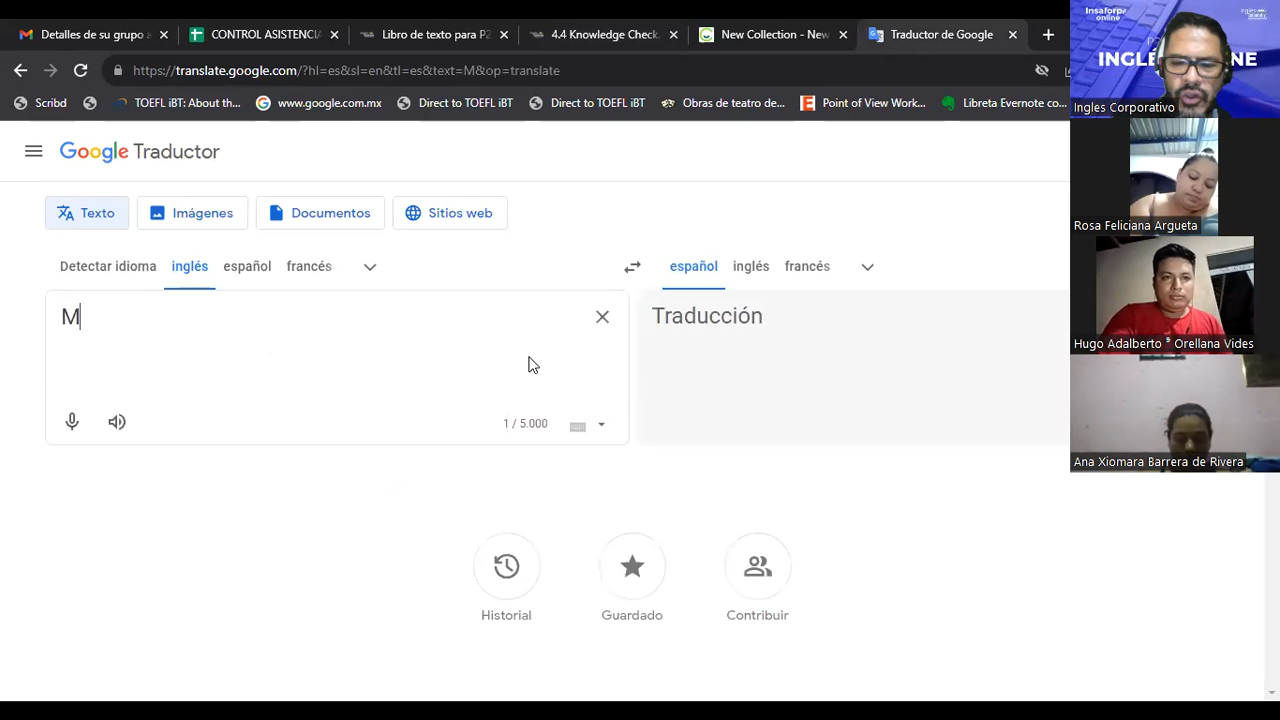 Detalles de su grupo a
CONTROL ASISTENCIA
Libro de texto para P2
4.4 Knowledge Check
New Collection - New
Traductor de Google
https://translate.google.com/?hl=es&sl=en&tl=es&text=M&op=translate
Scribd
TOEFL iBT: About th...
www.google.com.m
Direct to TOEFL iBT
Direct to TOEFL iBT
Obras de teatro de...
Point of View Work...
Libreta Evernote co...
Google Traductor
Texto
Imágenes
Documentos
Sitios web
Detectar idioma
inglés
español
francés
español
inglés
francés
M
Traducción
1 / 5.000
Historial
Guardado
Contribuir
Insaforp
online
INGLÉ
NE
Ingles Corporativo
Rosa Feliciana Argueta
Hugo Adalberto Orellana Vides
Ana Xiomara Barrera de Rivera